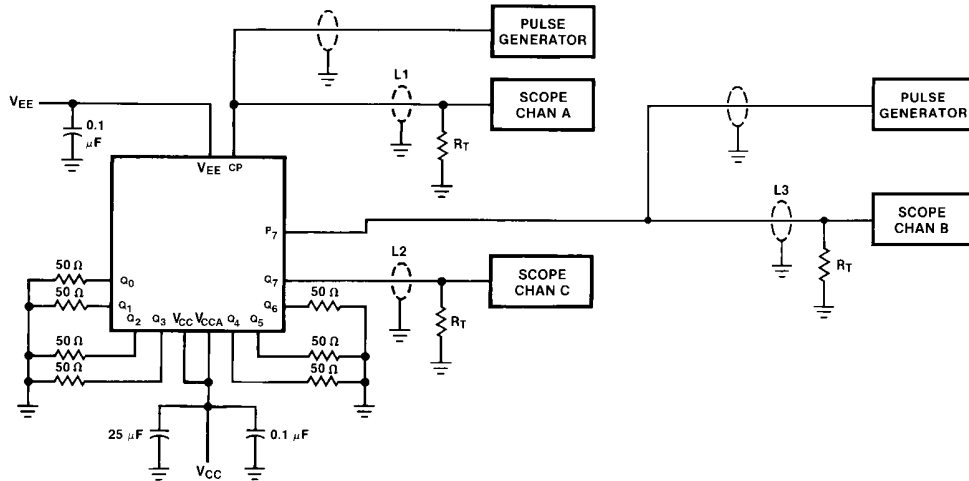 PULSE
GENERATOR
L1
SCOPE
CHAN A
RT
PULSE
GENERATOR
VEE
0.1
μF
VEE CP
L3
P7
SCOPE
CHAN B
RT
L2
50 Ω
Q0
Q7
SCOPE
CHAN C
50 Ω
Q1
Q6
50 Ω
Q2 Q3 VCC VCCA Q4 Q5
RT
50 Ω
50 Ω
50 Ω
50 Ω
25 μF
0.1 μF
VCC